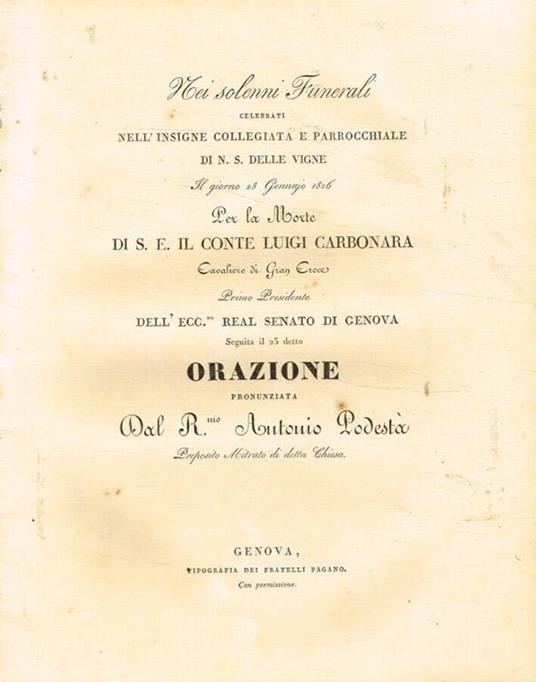 Nei solenni Funerali
CELEBRATI
NELL'INSIGNE COLLEGIATA E PARROCCHIALE
DI N. S. DELLE VIGNE
Il giorno 28 Gennajo 1826
Per la Morte
DI S. E. IL CONTE LUIGI CARBONARA
Cavaliere di Gran Croce
Primo Presidente
DELL'ECC.mo REAL SENATO DI GENOVA
Seguita il 25 detto
ORAZIONE
PRONUNZIATA
Dal R.mo Antonio Podestà
Preposito Mitrato di detta Chiesa.
GENOVA,
TIPOGRAFIA DEI FRATELLI PAGANO.
Con permissione.